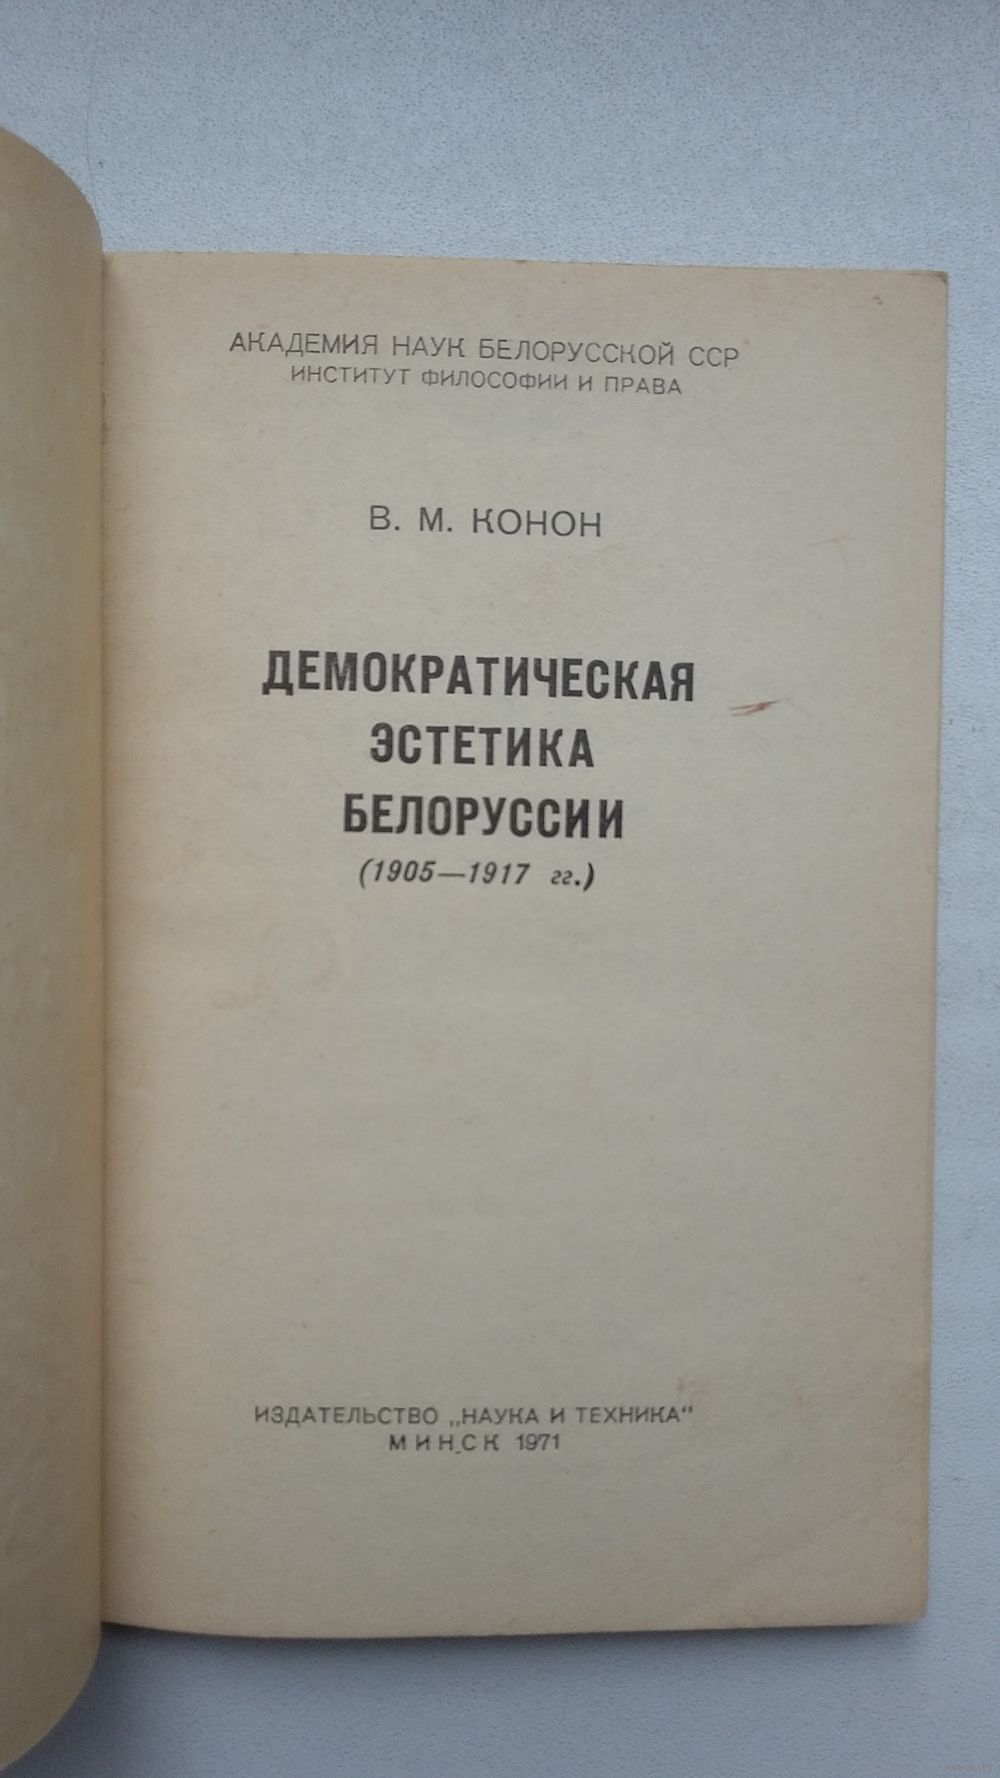 АКАДЕМИЯ НАУК БЕЛОРУССКОЙ ССР
ИНСТИТУТ ФИЛОСОФИИ И ПРАВА
В. М. КОНОН
ДЕМОКРАТИЧЕСКАЯ
ЭСТЕТИКА
БЕЛОРУССИИ
(1905—1917 гг.)
ИЗДАТЕЛЬСТВО „НАУКА И ТЕХНИКА“
МИНСК 1971